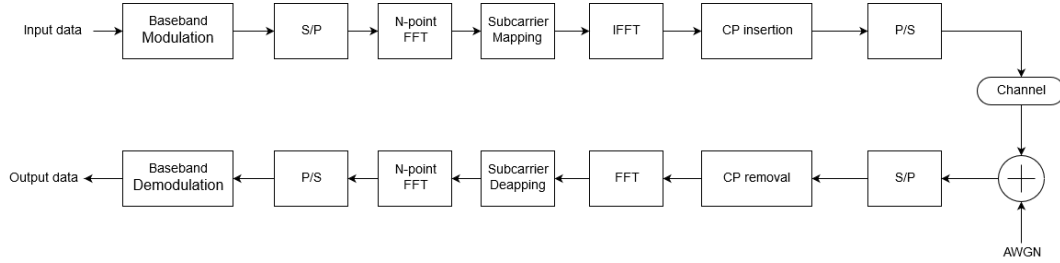 Input data
Baseband
Modulation
S/P
N-point
FFT
Subcarrier
Mapping
IFFT
CP insertion
P/S
Channel
Output data
Baseband
Demodulation
P/S
N-point
FFT
Subcarrier
Deapping
FFT
CP removal
S/P
AWGN